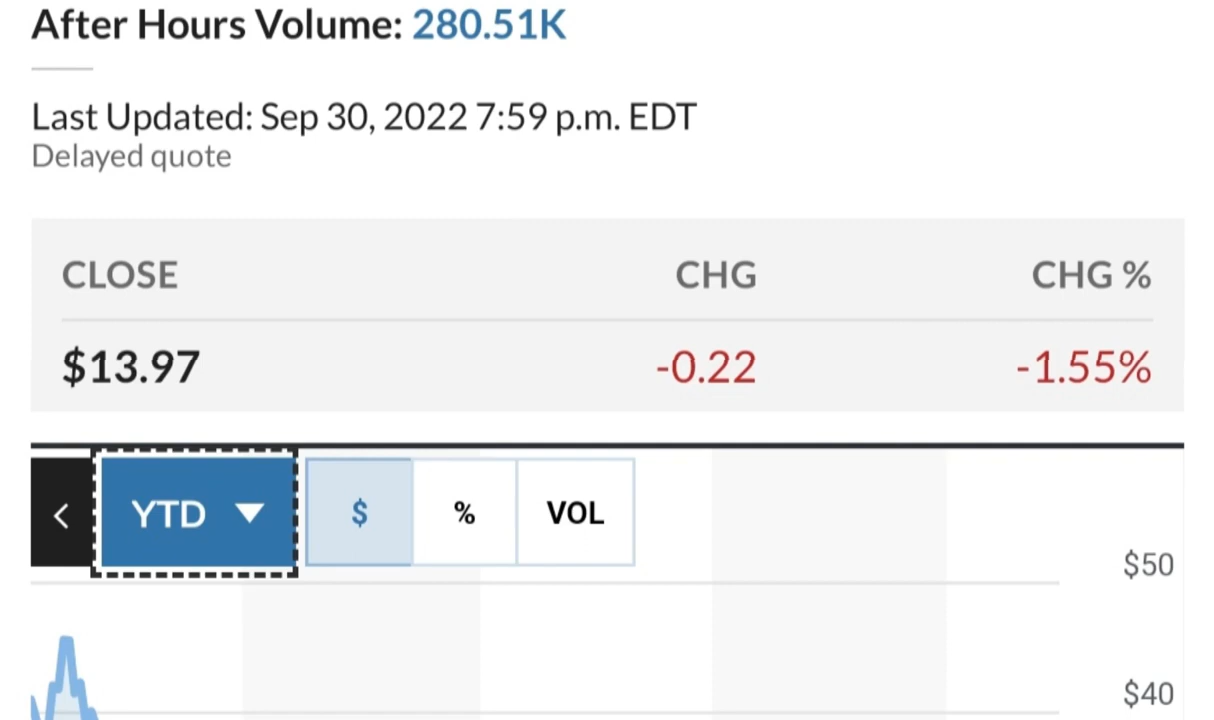 After Hours Volume: 280.51K
Last Updated: Sep 30, 2022 7:59 p.m. EDT
Delayed quote
CLOSE CHG CHG %
$13.97 -0.22 -1.55%
YTD $ % VOL
$50
$40